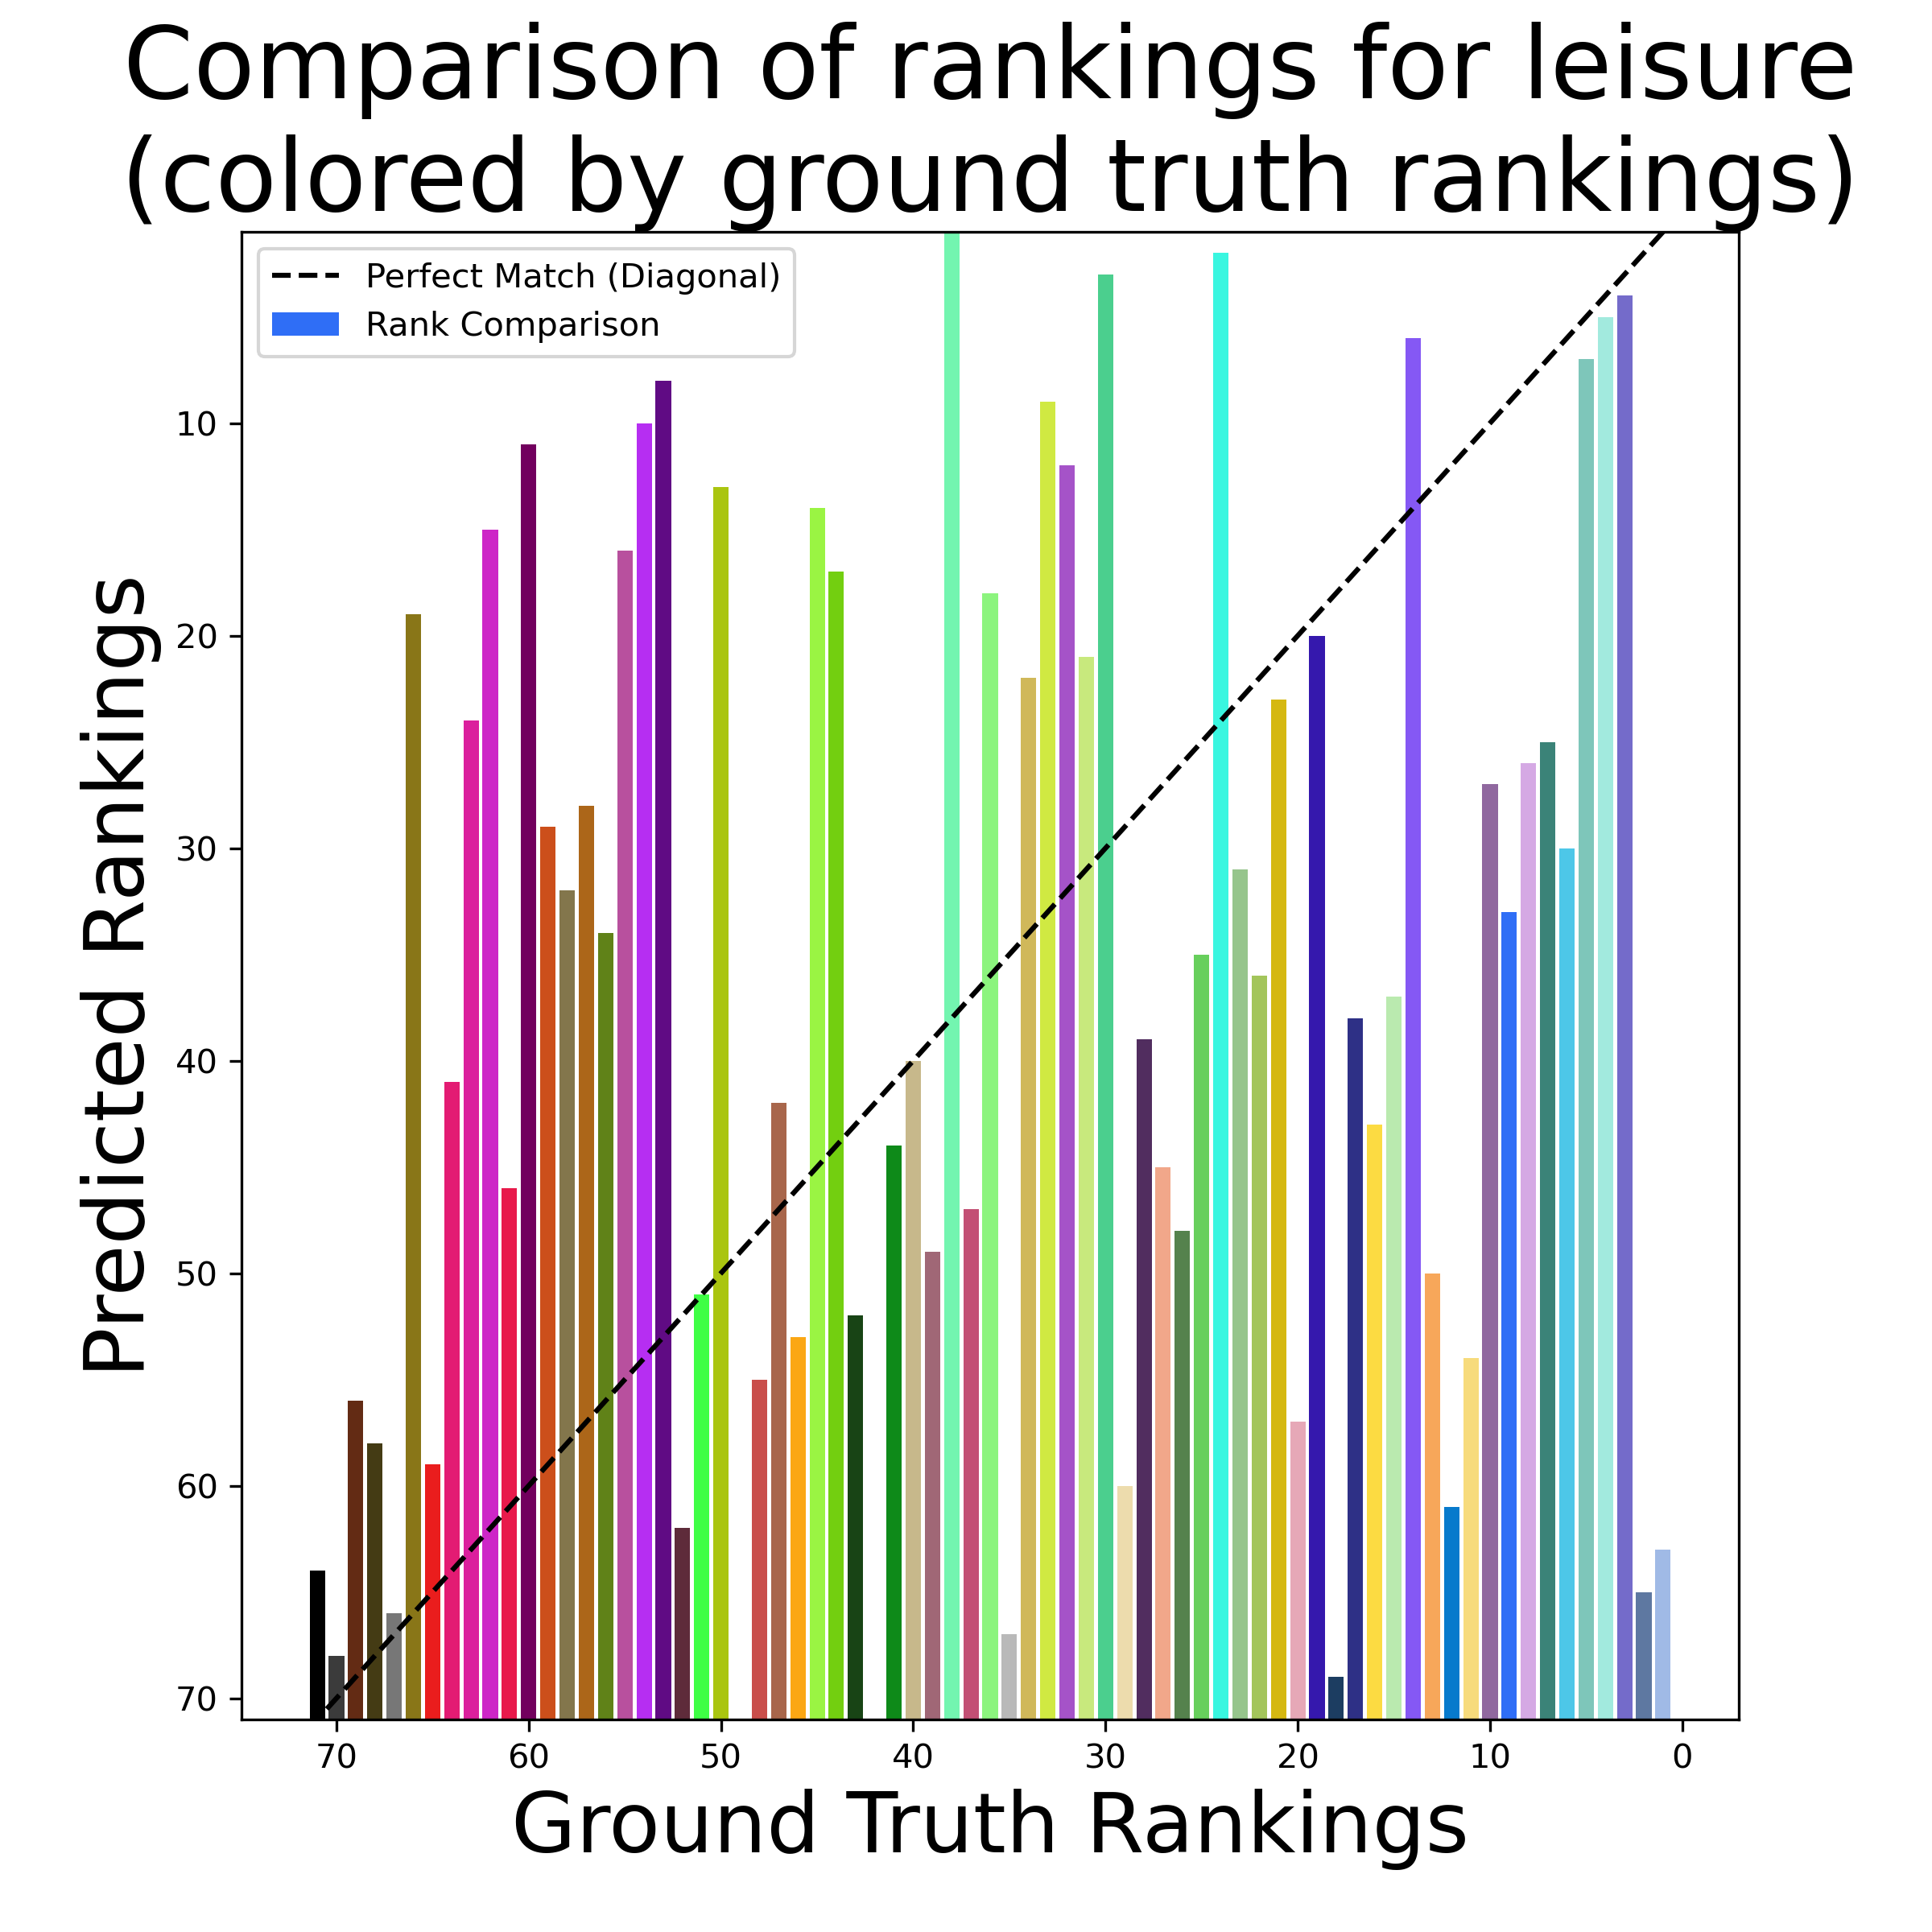 Comparison of rankings for leisure
(colored by ground truth rankings)
Perfect Match (Diagonal)
Rank Comparison
10
20
30
40
50
60
70
Predicted Rankings
70 60 50 40 30 20 10 0
Ground Truth Rankings